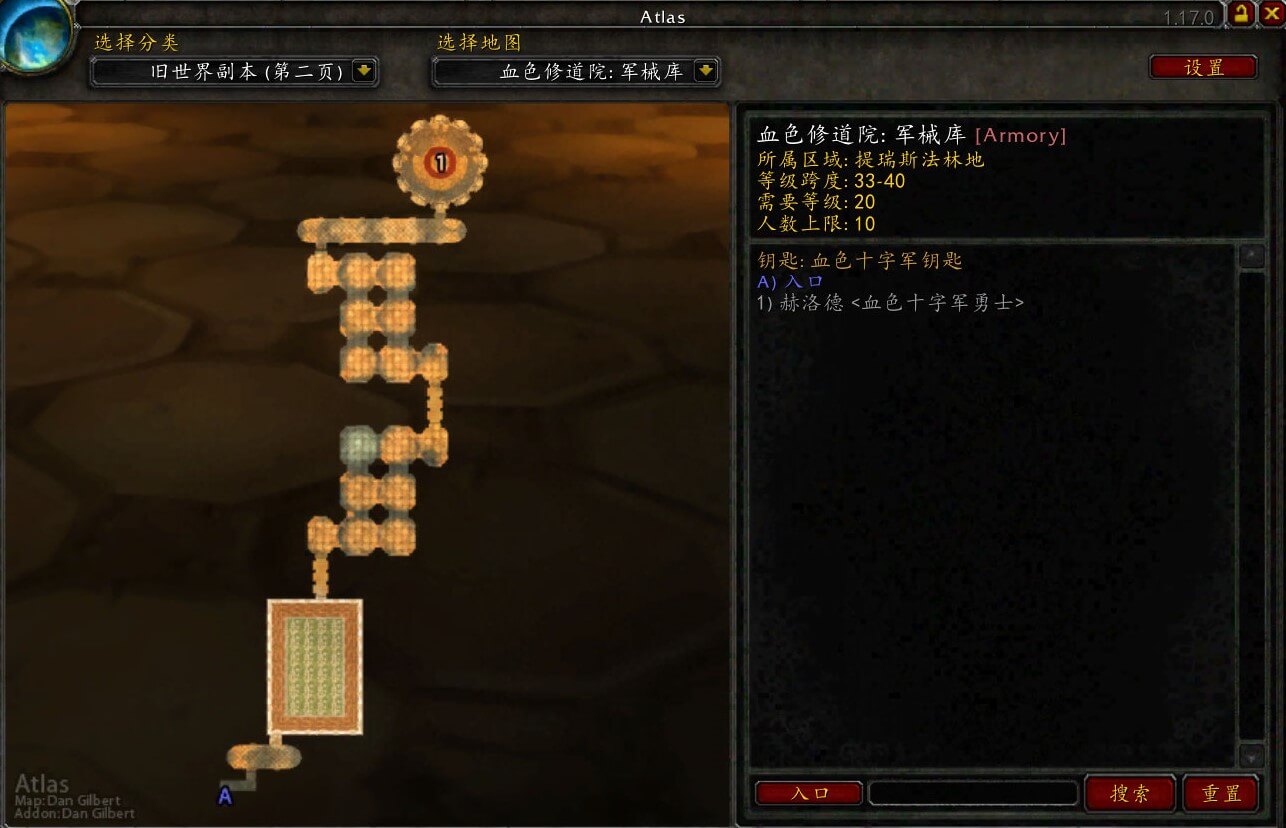 Atlas
1.17.0
选择分类
选择地图
旧世界副本 (第二页)
血色修道院: 军械库
设置
1
血色修道院: 军械库 [Armory]
所属区域: 提瑞斯法林地
等级跨度: 33-40
需要等级: 20
人数上限: 10
钥匙: 血色十字军钥匙
A) 入口
1) 赫洛德 <血色十字军勇士>
A
Atlas
Map:Dan Gilbert
Addon:Dan Gilbert
入口
搜索
重置